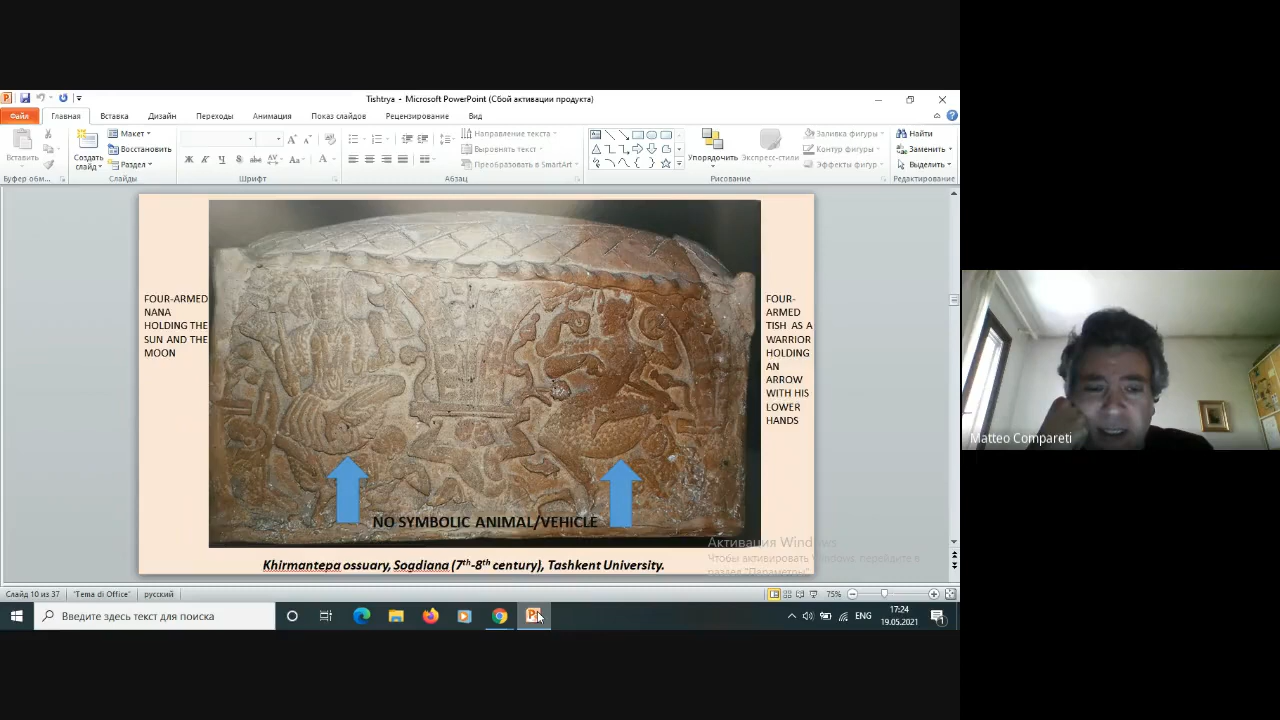 Tishtrya - Microsoft PowerPoint (Сбой активации продукта)
Файл Главная Вставка Дизайн Переходы Анимация Показ слайдов Рецензирование Вид
Вставить
Буфер обм...
Создать слайд
Макет
Восстановить
Раздел
Слайды
Ж К Ч S abc AV Aa A
Шрифт
Направление текста
Выровнять текст
Преобразовать в SmartArt
Абзац
Упорядочить
Экспресс-стили
Заливка фигуры
Контур фигуры
Эффекты фигур
Рисование
Найти
Заменить
Выделить
Редактирование
FOUR-ARMED
NANA
HOLDING THE
SUN AND THE
MOON
FOUR-
ARMED
TISH AS A
WARRIOR
HOLDING
AN
ARROW
WITH HIS
LOWER
HANDS
NO SYMBOLIC ANIMAL/VEHICLE
Khirmantepa ossuary, Sogdiana (7th-8th century), Tashkent University.
Активация Windows
Чтобы активировать Windows, перейдите в
раздел "Параметры".
Matteo Compareti
Слайд 10 из 37 "Tema di Office" русский 75%
Введите здесь текст для поиска
ENG
17:24
19.05.2021